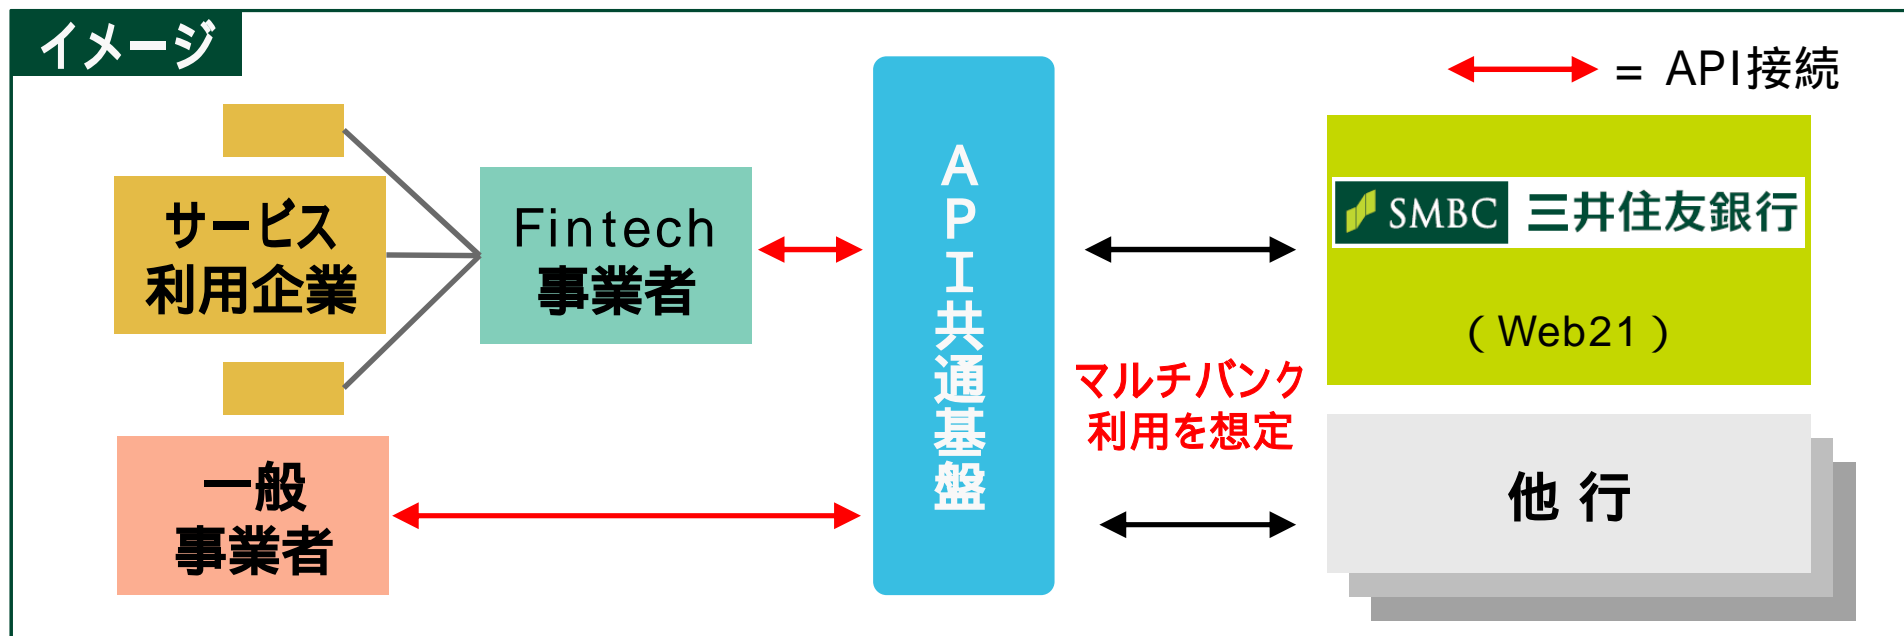 イメージ
= API接続
サービス
利用企業
Fintech
事業者
一般
事業者
API共通基盤
マルチバンク
利用を想定
SMBC 三井住友銀行
(Web21)
他行